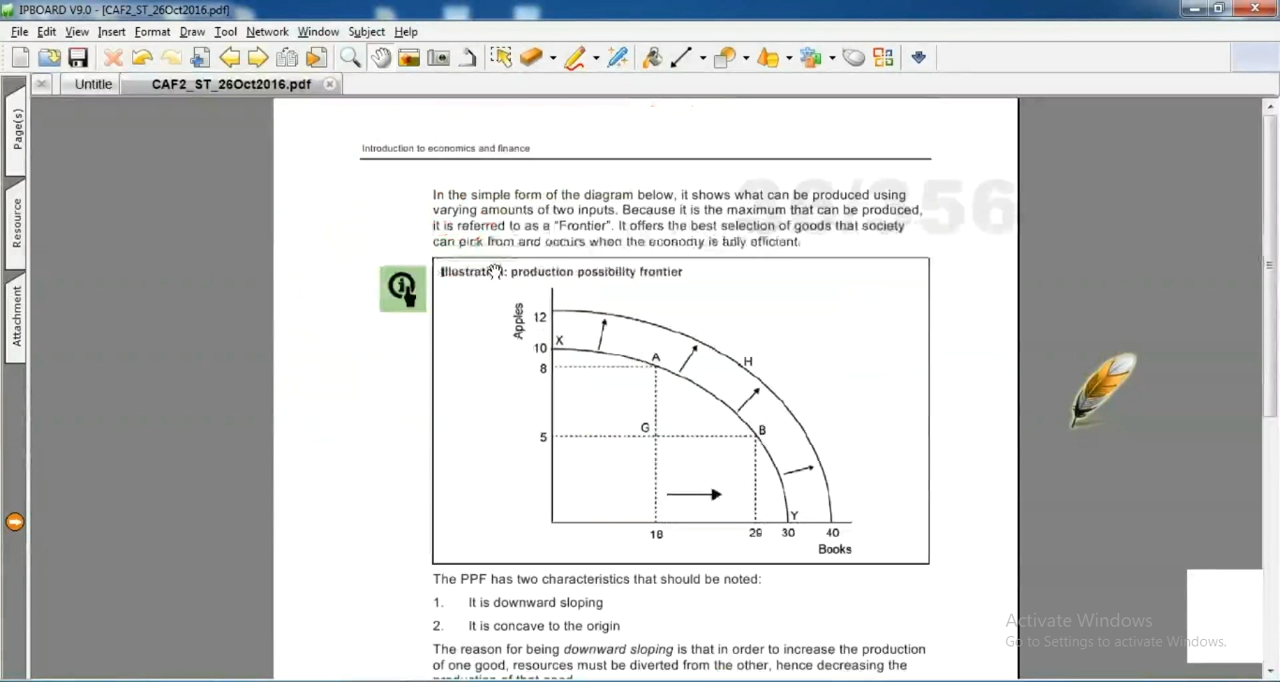 IPBOARD V9.0 - [CAF2_ST_26Oct2016.pdf]
File Edit View Insert Format Draw Tool Network Window Subject Help
Untitle CAF2_ST_26Oct2016.pdf
Page(s)
Resource
Attachment
Introduction to economics and finance
In the simple form of the diagram below, it shows what can be produced using
varying amounts of two inputs. Because it is the maximum that can be produced,
it is referred to as a “Frontier”. It offers the best selection of goods that society
can pick from and occurs when the economy is fully efficient.
: production possibility frontier
Apples
12
X
10
8
A
H
G
B
5
Y
18 29 30 40
Books
The PPF has two characteristics that should be noted:
1. It is downward sloping
2. It is concave to the origin
The reason for being downward sloping is that in order to increase the production
of one good, resources must be diverted from the other, hence decreasing the
Activate Windows
Go to Settings to activate Windows.